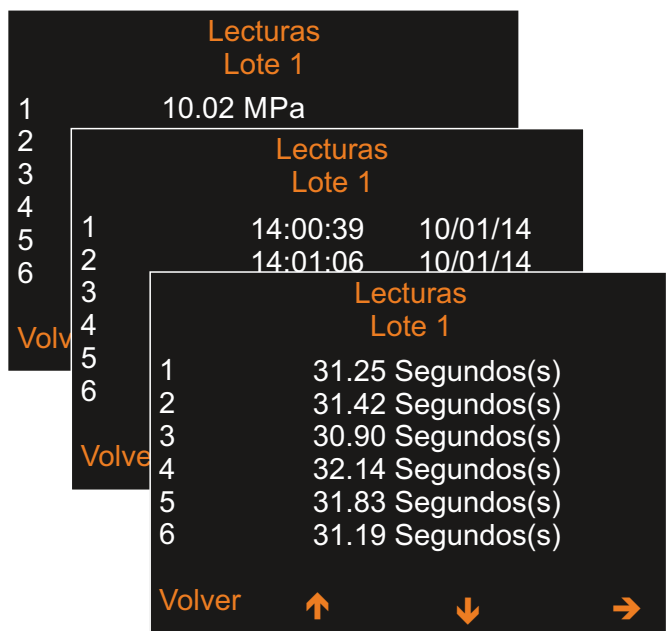 Lecturas
Lote 1
1 10.02 MPa
2
3
4
5
6
Lecturas
Lote 1
1 14:00:39 10/01/14
2 14:01:06 10/01/14
3
4
5
6
Lecturas
Lote 1
1 31.25 Segundos(s)
2 31.42 Segundos(s)
3 30.90 Segundos(s)
4 32.14 Segundos(s)
5 31.83 Segundos(s)
6 31.19 Segundos(s)
Volver ↑ ↓ →